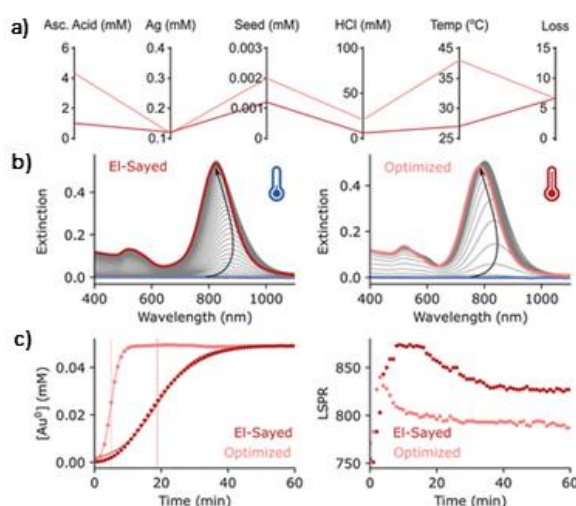 a) Asc. Acid (mM) Ag (mM) Seed (mM) HCl (mM) Temp (ºC) Loss
6 0.4 0.003 100 45 15
4 0.3 0.002 40 10
50 35
2 0.2 0.001 30 5
0 0.1 0 0 25 0
b) El-Sayed Optimized
Extinction Extinction
0.4 0.4
0.2 0.2
0.0 0.0
400 600 800 1000 400 600 800 1000
Wavelength (nm) Wavelength (nm)
c) [Au⁰] (mM) LSPR
0.04 850
0.02 800
0.00 750
El-Sayed El-Sayed
Optimized Optimized
0 20 40 60 0 20 40 60
Time (min) Time (min)